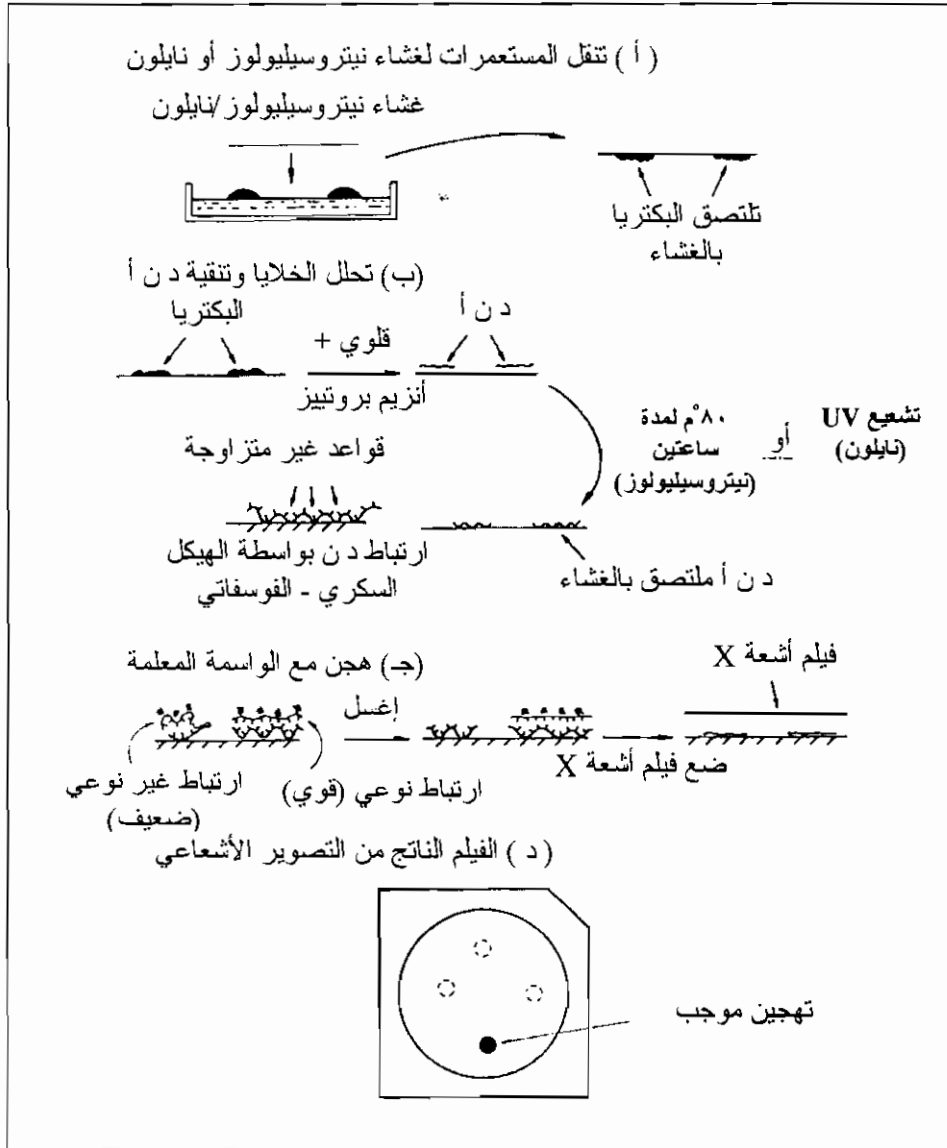 ( أ ) تنقل المستعمرات لغشاء نيتروسيليولوز أو نايلون
غشاء نيتروسيليولوز/نايلون
تلتصق البكتريا
بالغشاء
(ب) تحلل الخلايا وتنقية د ن أ
البكتريا
د ن أ
قلوي +
أنزيم بروتييز
تشعيع UV
(نايلون)
أو
٨٠°م لمدة
ساعتين
(نيتروسيليولوز)
قواعد غير متزاوجة
ارتباط د ن بواسطة الهيكل
السكري - الفوسفاتي
د ن أ ملتصق بالغشاء
(جـ) هجن مع الواسمة المعلمة
فيلم أشعة X
إغسل
ضع فيلم أشعة X
ارتباط نوعي (قوي)
ارتباط غير نوعي
(ضعيف)
( د ) الفيلم الناتج من التصوير الأشعاعي
تهجين موجب